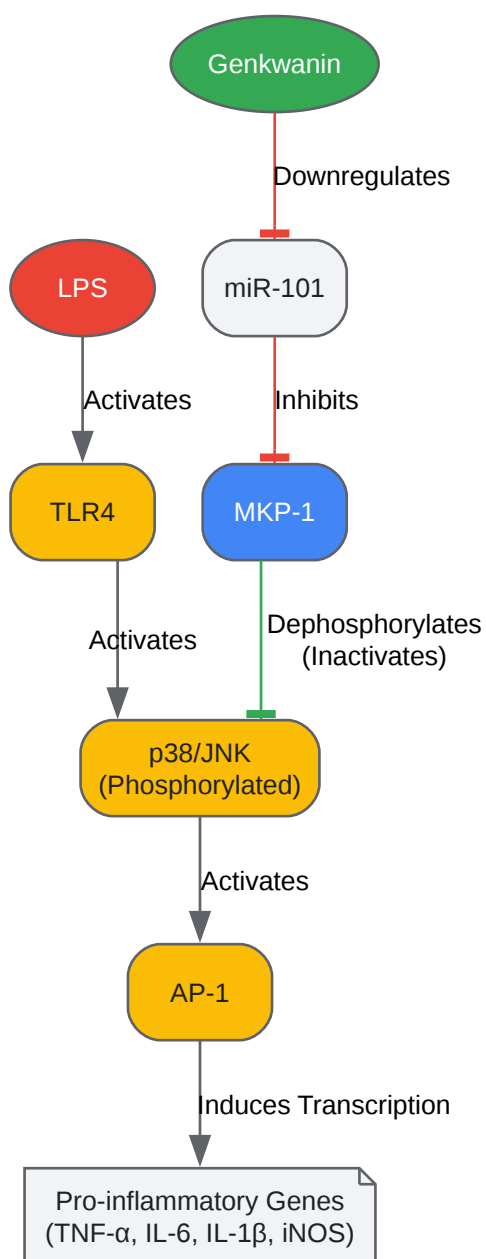 Genkwanin
Downregulates
LPS
miR-101
Activates
Inhibits
TLR4
MKP-1
Activates
Dephosphorylates
(Inactivates)
p38/JNK
(Phosphorylated)
Activates
AP-1
Induces Transcription
Pro-inflammatory Genes
(TNF-α, IL-6, IL-1β, iNOS)